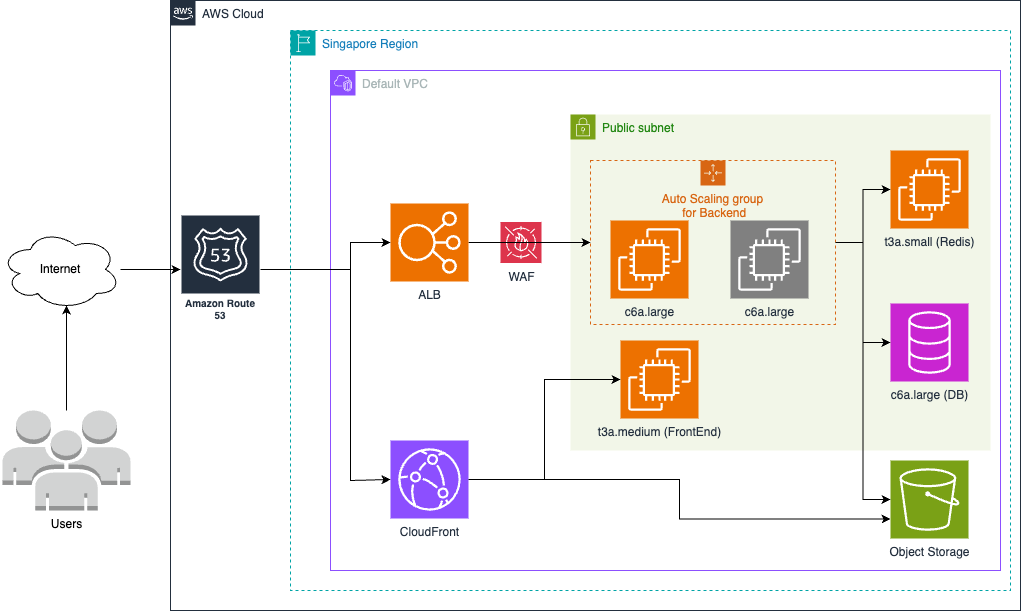 aws
AWS Cloud
Singapore Region
Default VPC
Public subnet
Auto Scaling group
for Backend
c6a.large
c6a.large
t3a.small (Redis)
Internet
53
Amazon Route
53
ALB
WAF
c6a.large (DB)
t3a.medium (FrontEnd)
Users
CloudFront
Object Storage